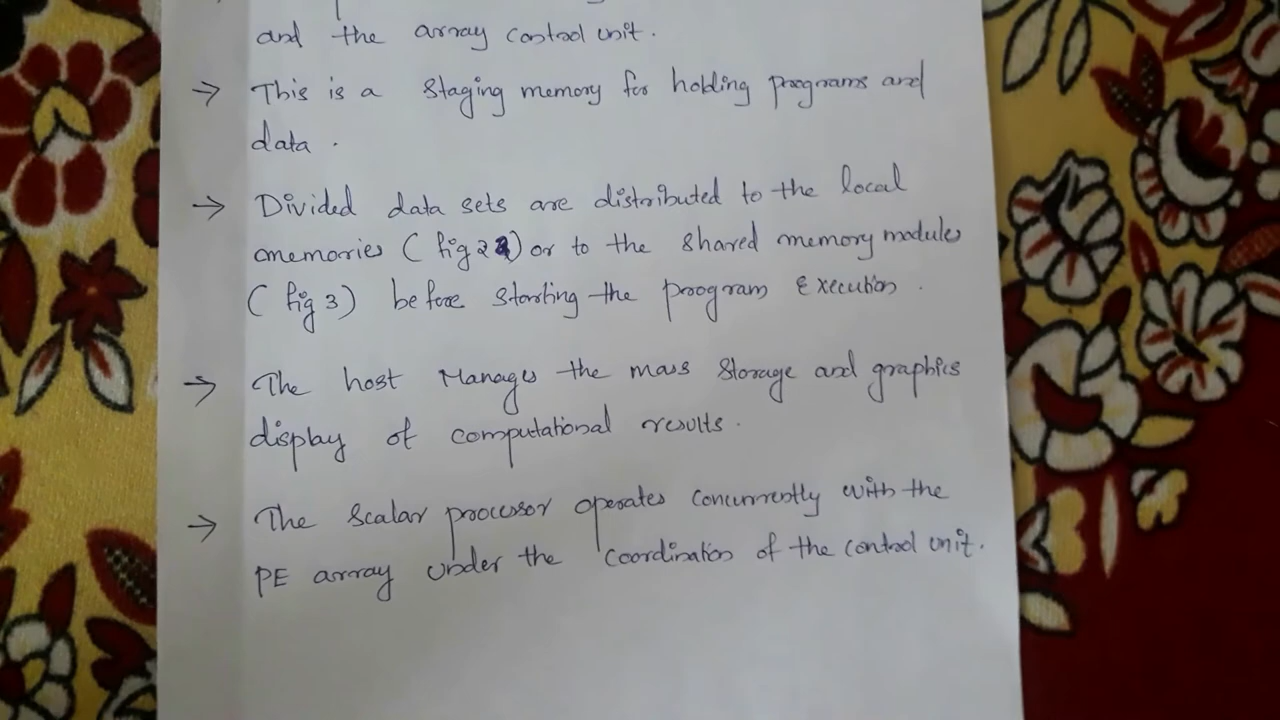 and the array control unit.
→ This is a staging memory for holding programs and
data.
→ Divided data sets are distributed to the local
memories (fig 2) or to the shared memory modules
(fig 3) before starting the program Execution.
→ The host Manages the mass storage and graphics
display of computational results.
→ The Scalar processor operates concurrently with the
PE array under the coordination of the control unit.